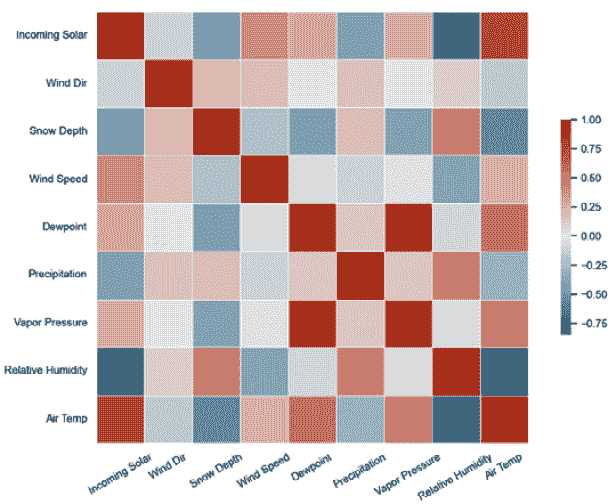 Incoming Solar
Wind Dir
Snow Depth
Wind Speed
Dewpoint
Precipitation
Vapor Pressure
Relative Humidity
Air Temp
1.00
0.75
0.50
0.25
0.00
−0.25
−0.50
−0.75
Incoming Solar
Wind Dir
Snow Depth
Wind Speed
Dewpoint
Precipitation
Vapor Pressure
Relative Humidity
Air Temp